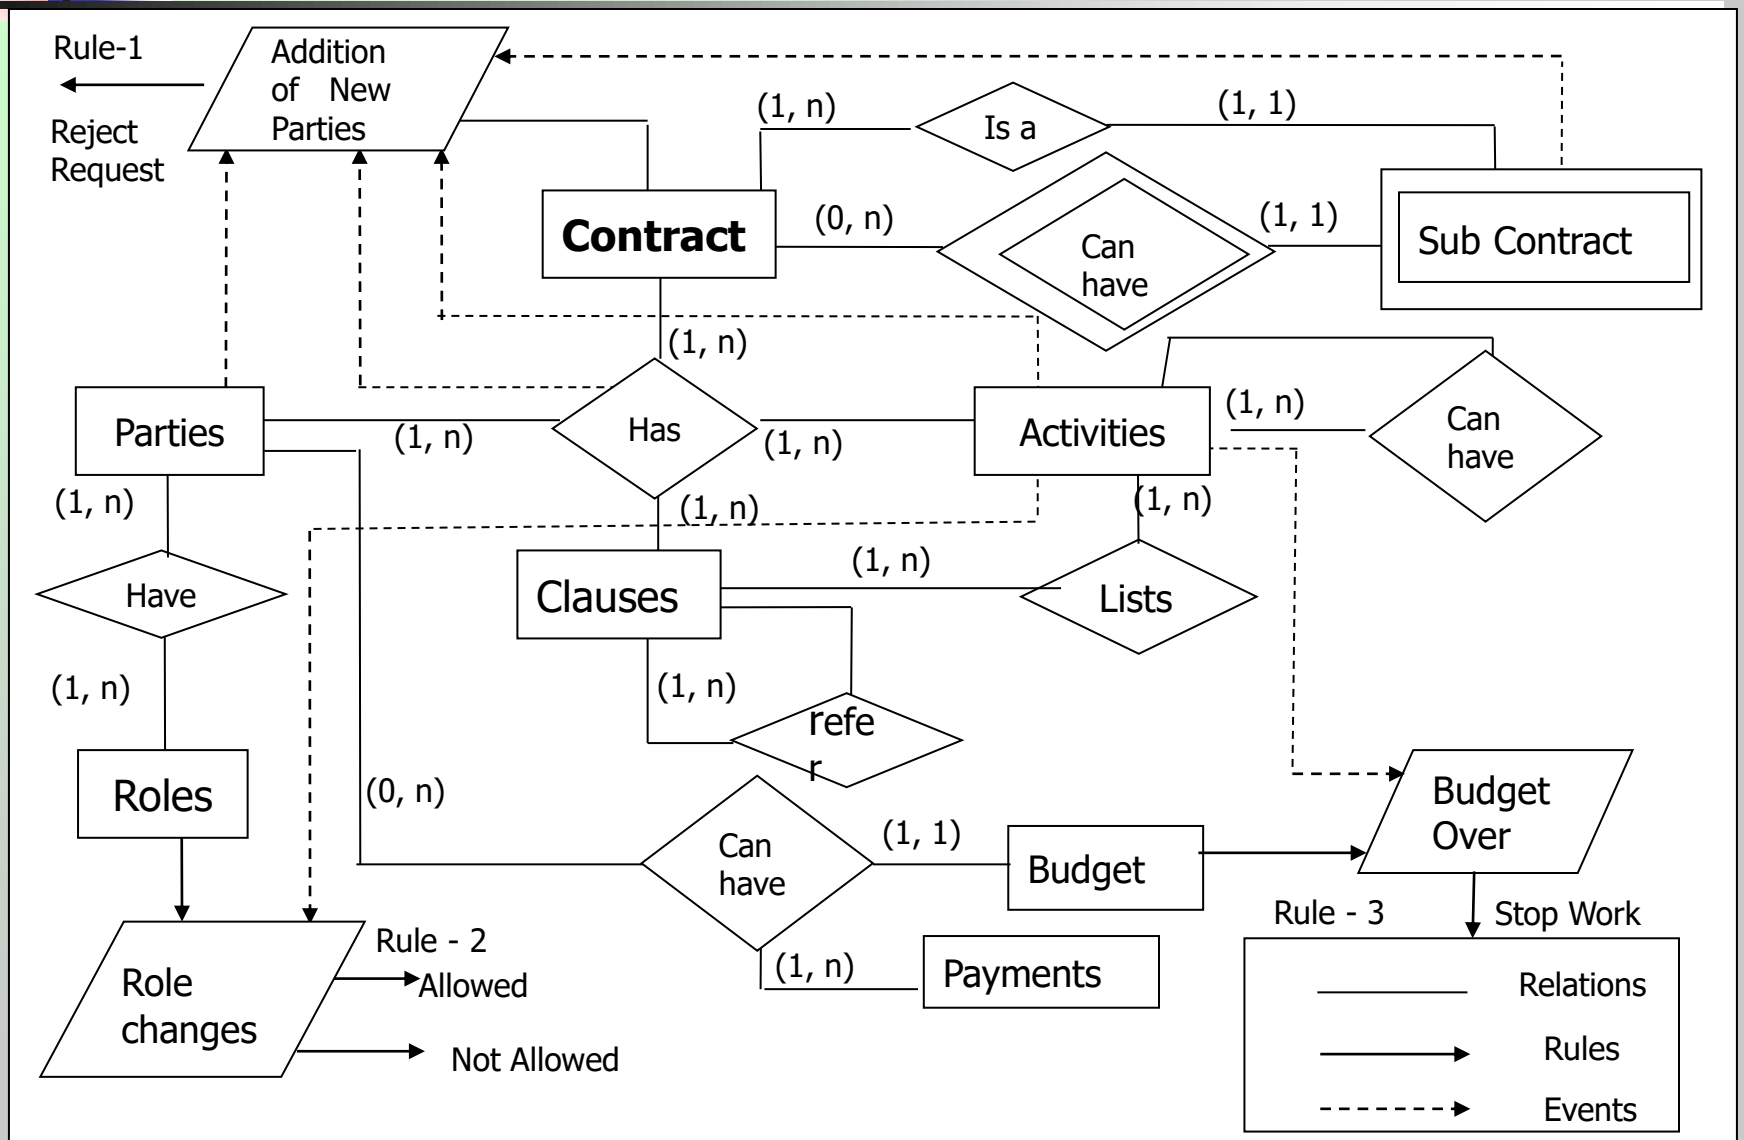 Rule-1
Addition
of New
Parties
Reject
Request
(1, n)
Is a
(1, 1)
Contract
(0, n)
Can
have
(1, 1)
Sub Contract
(1, n)
Parties
(1, n)
Has
(1, n)
Activities
(1, n)
Can
have
(1, n)
(1, n)
(1, n)
Have
Clauses
(1, n)
Lists
(1, n)
(1, n)
refe
r
Roles
(0, n)
Can
have
(1, 1)
Budget
Budget
Over
Rule - 3
Stop Work
Rule - 2
Role
changes
Allowed
Not Allowed
(1, n)
Payments
Relations
Rules
Events